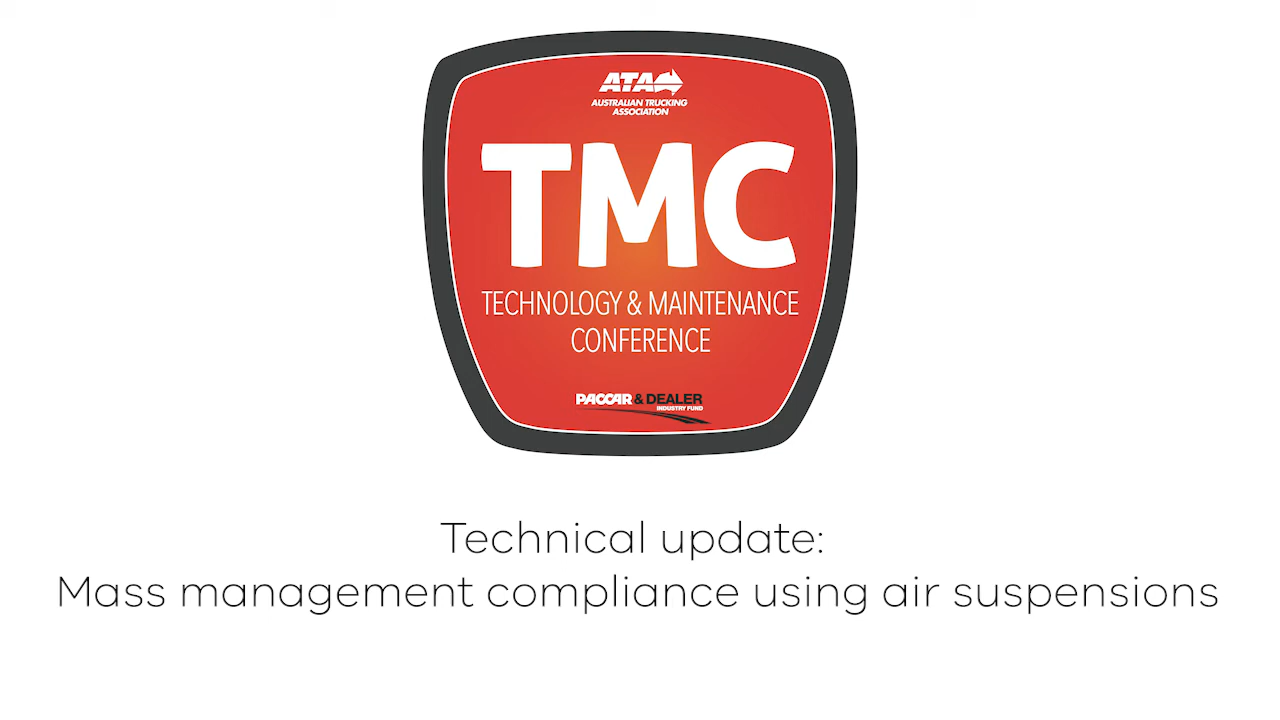 ATA
AUSTRALIAN TRUCKING
ASSOCIATION
TMC
TECHNOLOGY & MAINTENANCE
CONFERENCE
PACCAR & DEALER
INDUSTRY FUND
Technical update:
Mass management compliance using air suspensions